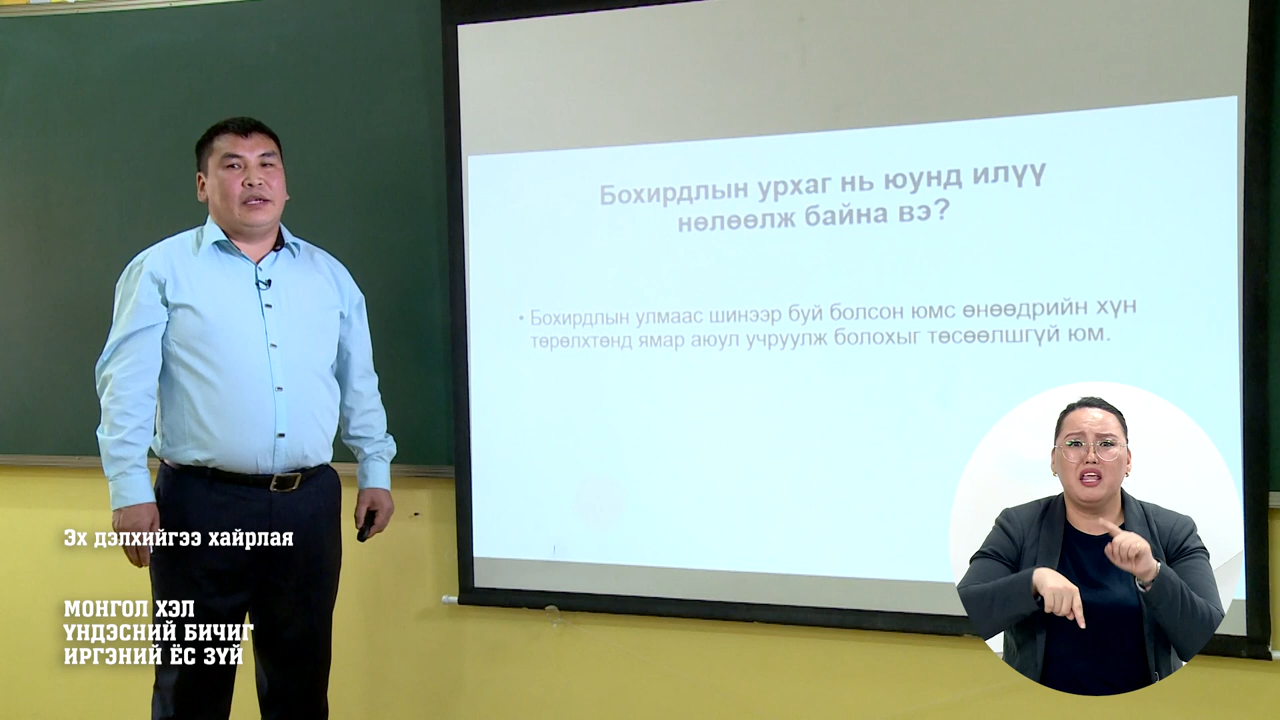 Бохирдлын урхаг нь юунд илүү
нөлөөлж байна вэ?
• Бохирдлын улмаас шинээр буй болсон юмс өнөөдрийн хүн
төрөлхтөнд ямар аюул учруулж болохыг төсөөлшгүй юм.
Эх дэлхийгээ хайрлая
МОНГОЛ ХЭЛ
ҮНДЭСНИЙ БИЧИГ
ИРГЭНИЙ ЁС ЗҮЙ